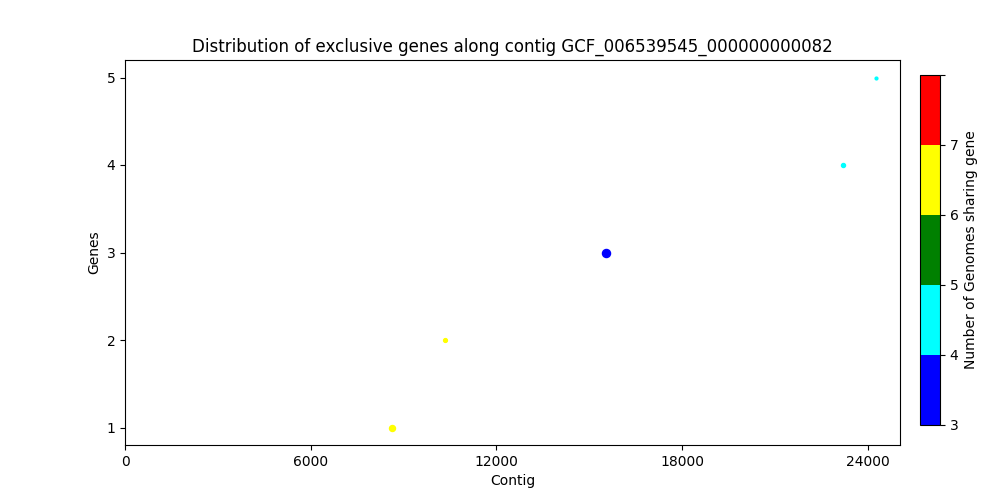 Distribution of exclusive genes along contig GCF_006539545_000000000082
5
4
3
2
1
Genes
0 6000 12000 18000 24000
Contig
7
6
5
4
3
Number of Genomes sharing gene